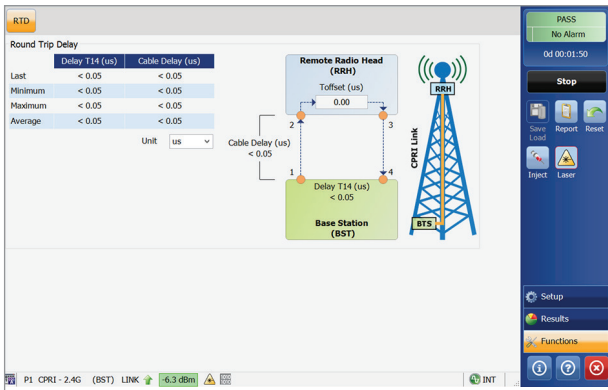 RTD
Round Trip Delay
Delay T14 (us) Cable Delay (us)
Last < 0.05 < 0.05
Minimum < 0.05 < 0.05
Maximum < 0.05 < 0.05
Average < 0.05 < 0.05
Unit us
Remote Radio Head
(RRH)
Toffset (us)
0.00
2 3
Cable Delay (us)
< 0.05
1 4
Delay T14 (us)
< 0.05
Base Station
(BST)
RRH
CPRI Link
BTS
PASS
No Alarm
0d 00:01:50
Stop
Save
Load
Report
Reset
Inject
Laser
Setup
Results
Functions
P1 CPRI - 2.4G (BST) LINK -6.3 dBm
INT